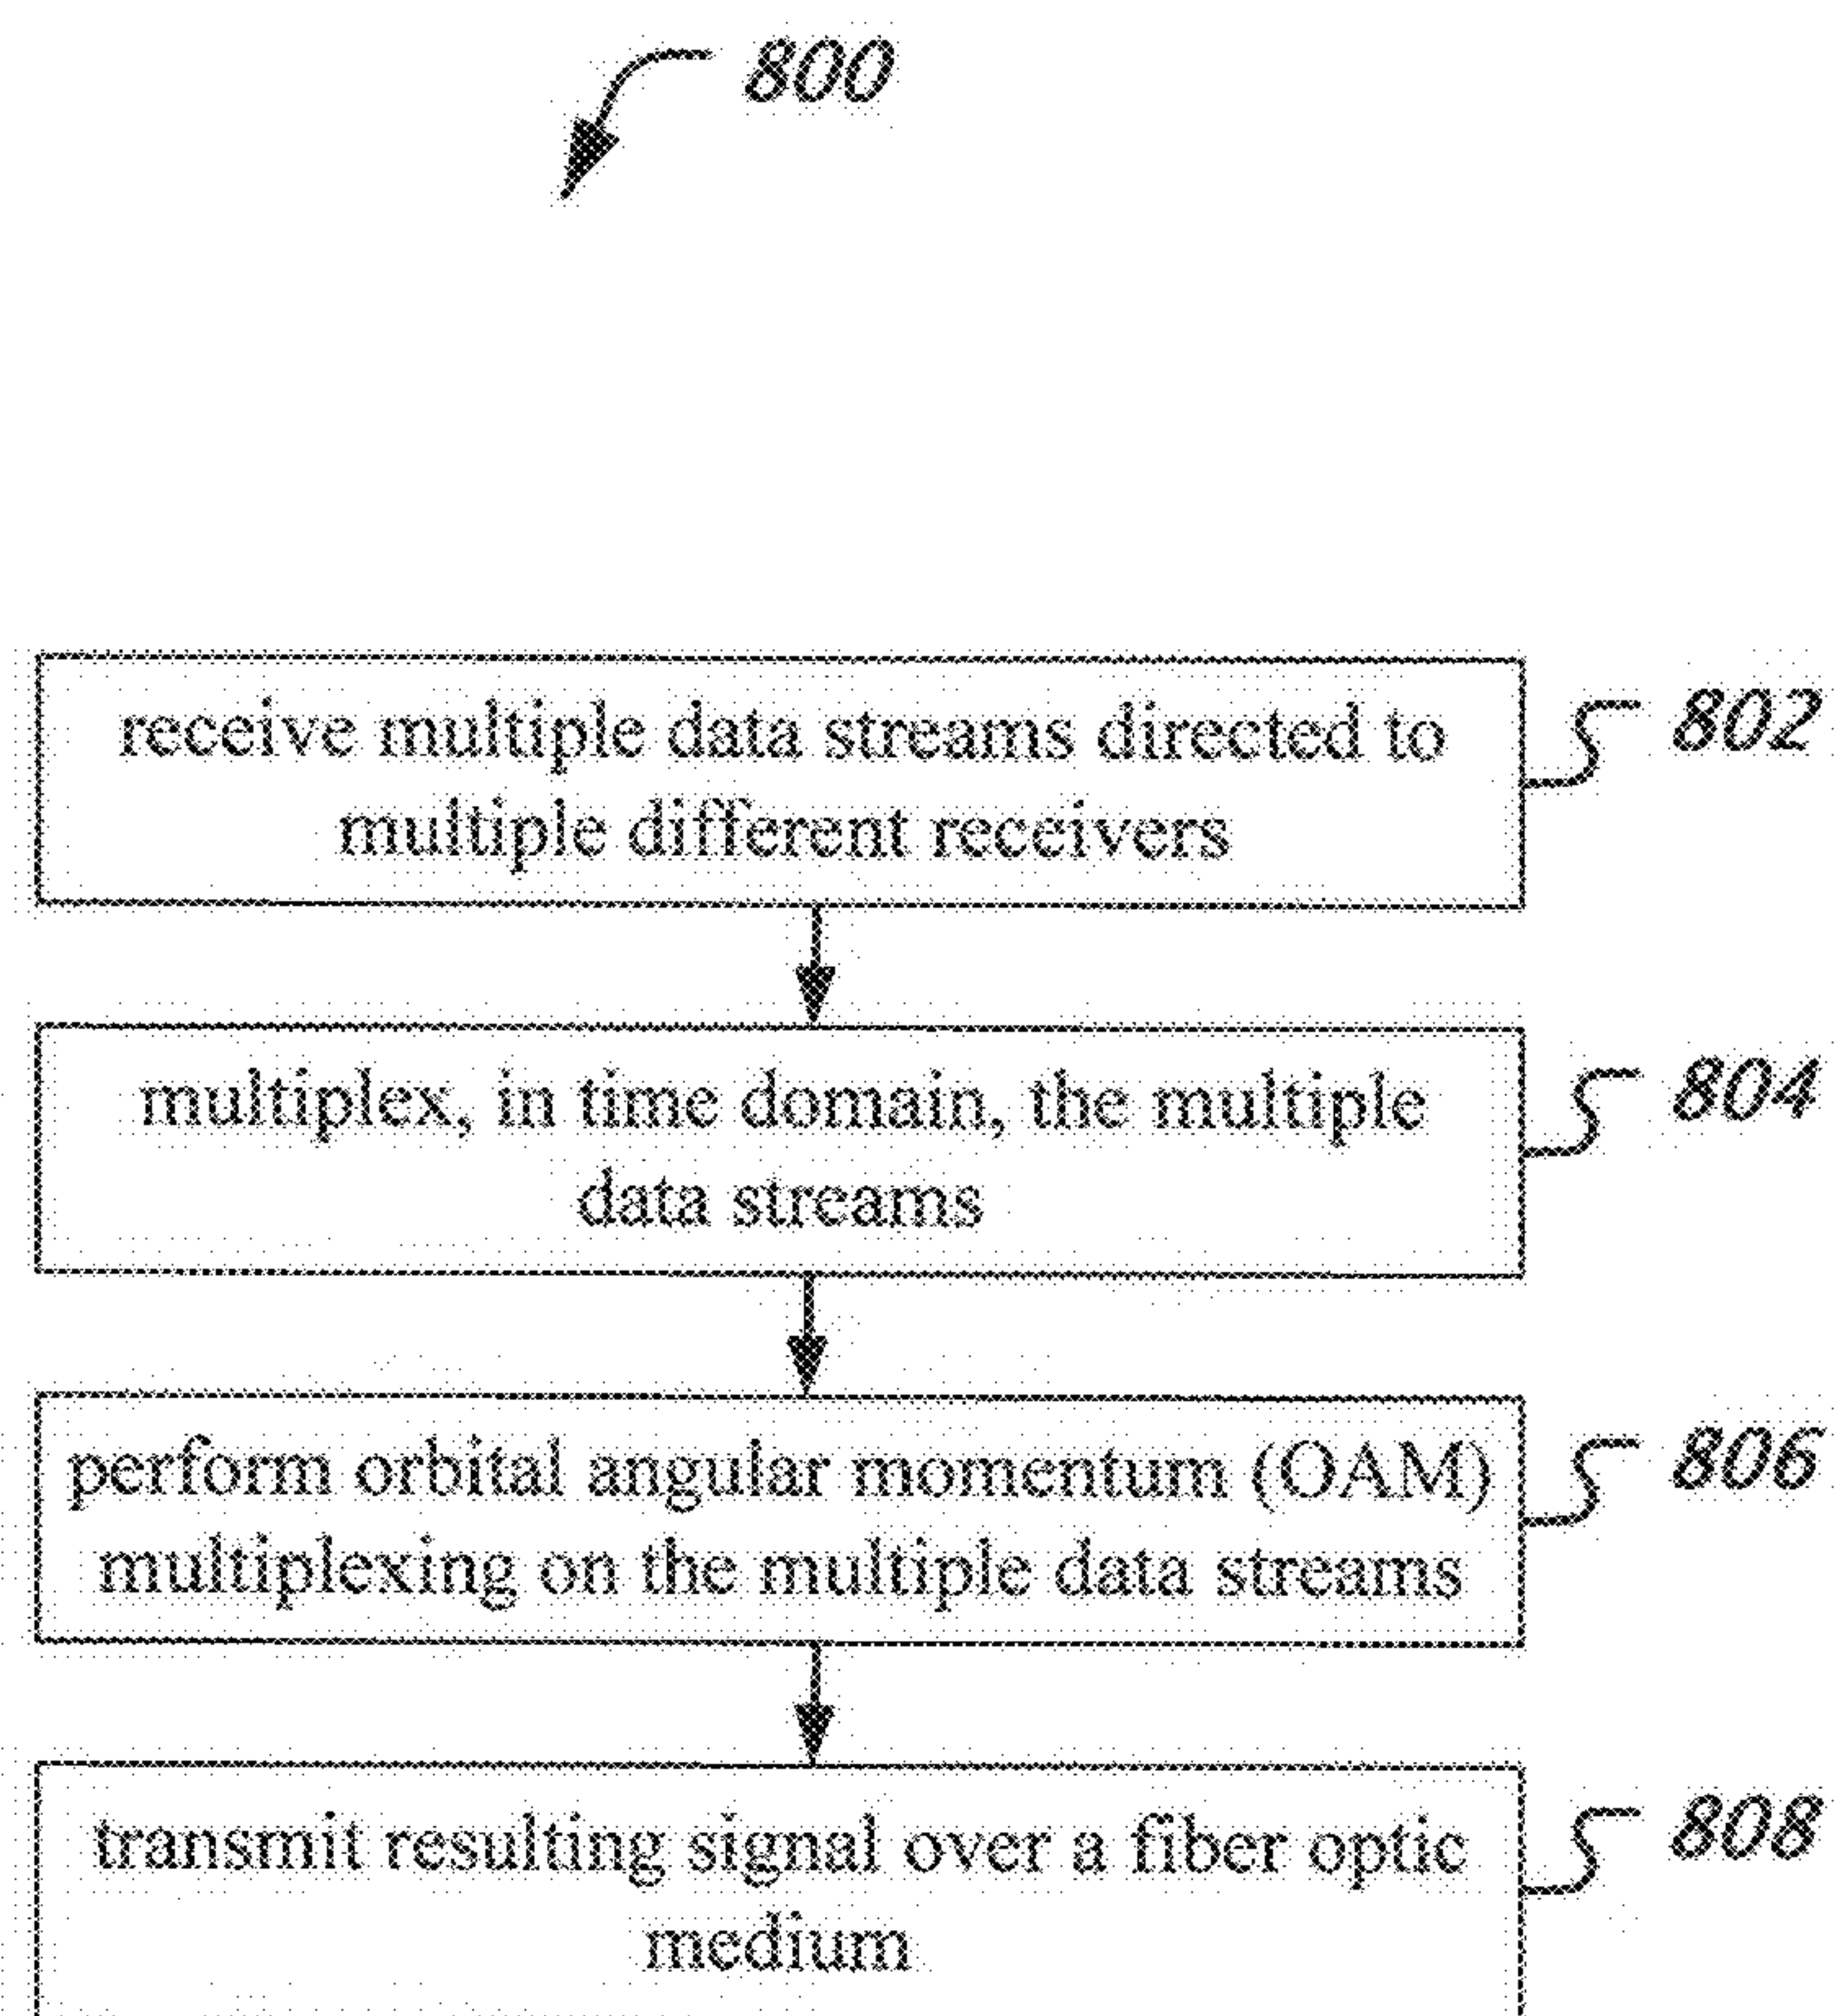 800
receive multiple data streams directed to
multiple different receivers
802
multiplex, in time domain, the multiple
data streams
804
perform orbital angular momentum (OAM)
multiplexing on the multiple data streams
806
transmit resulting signal over a fiber optic
medium
808